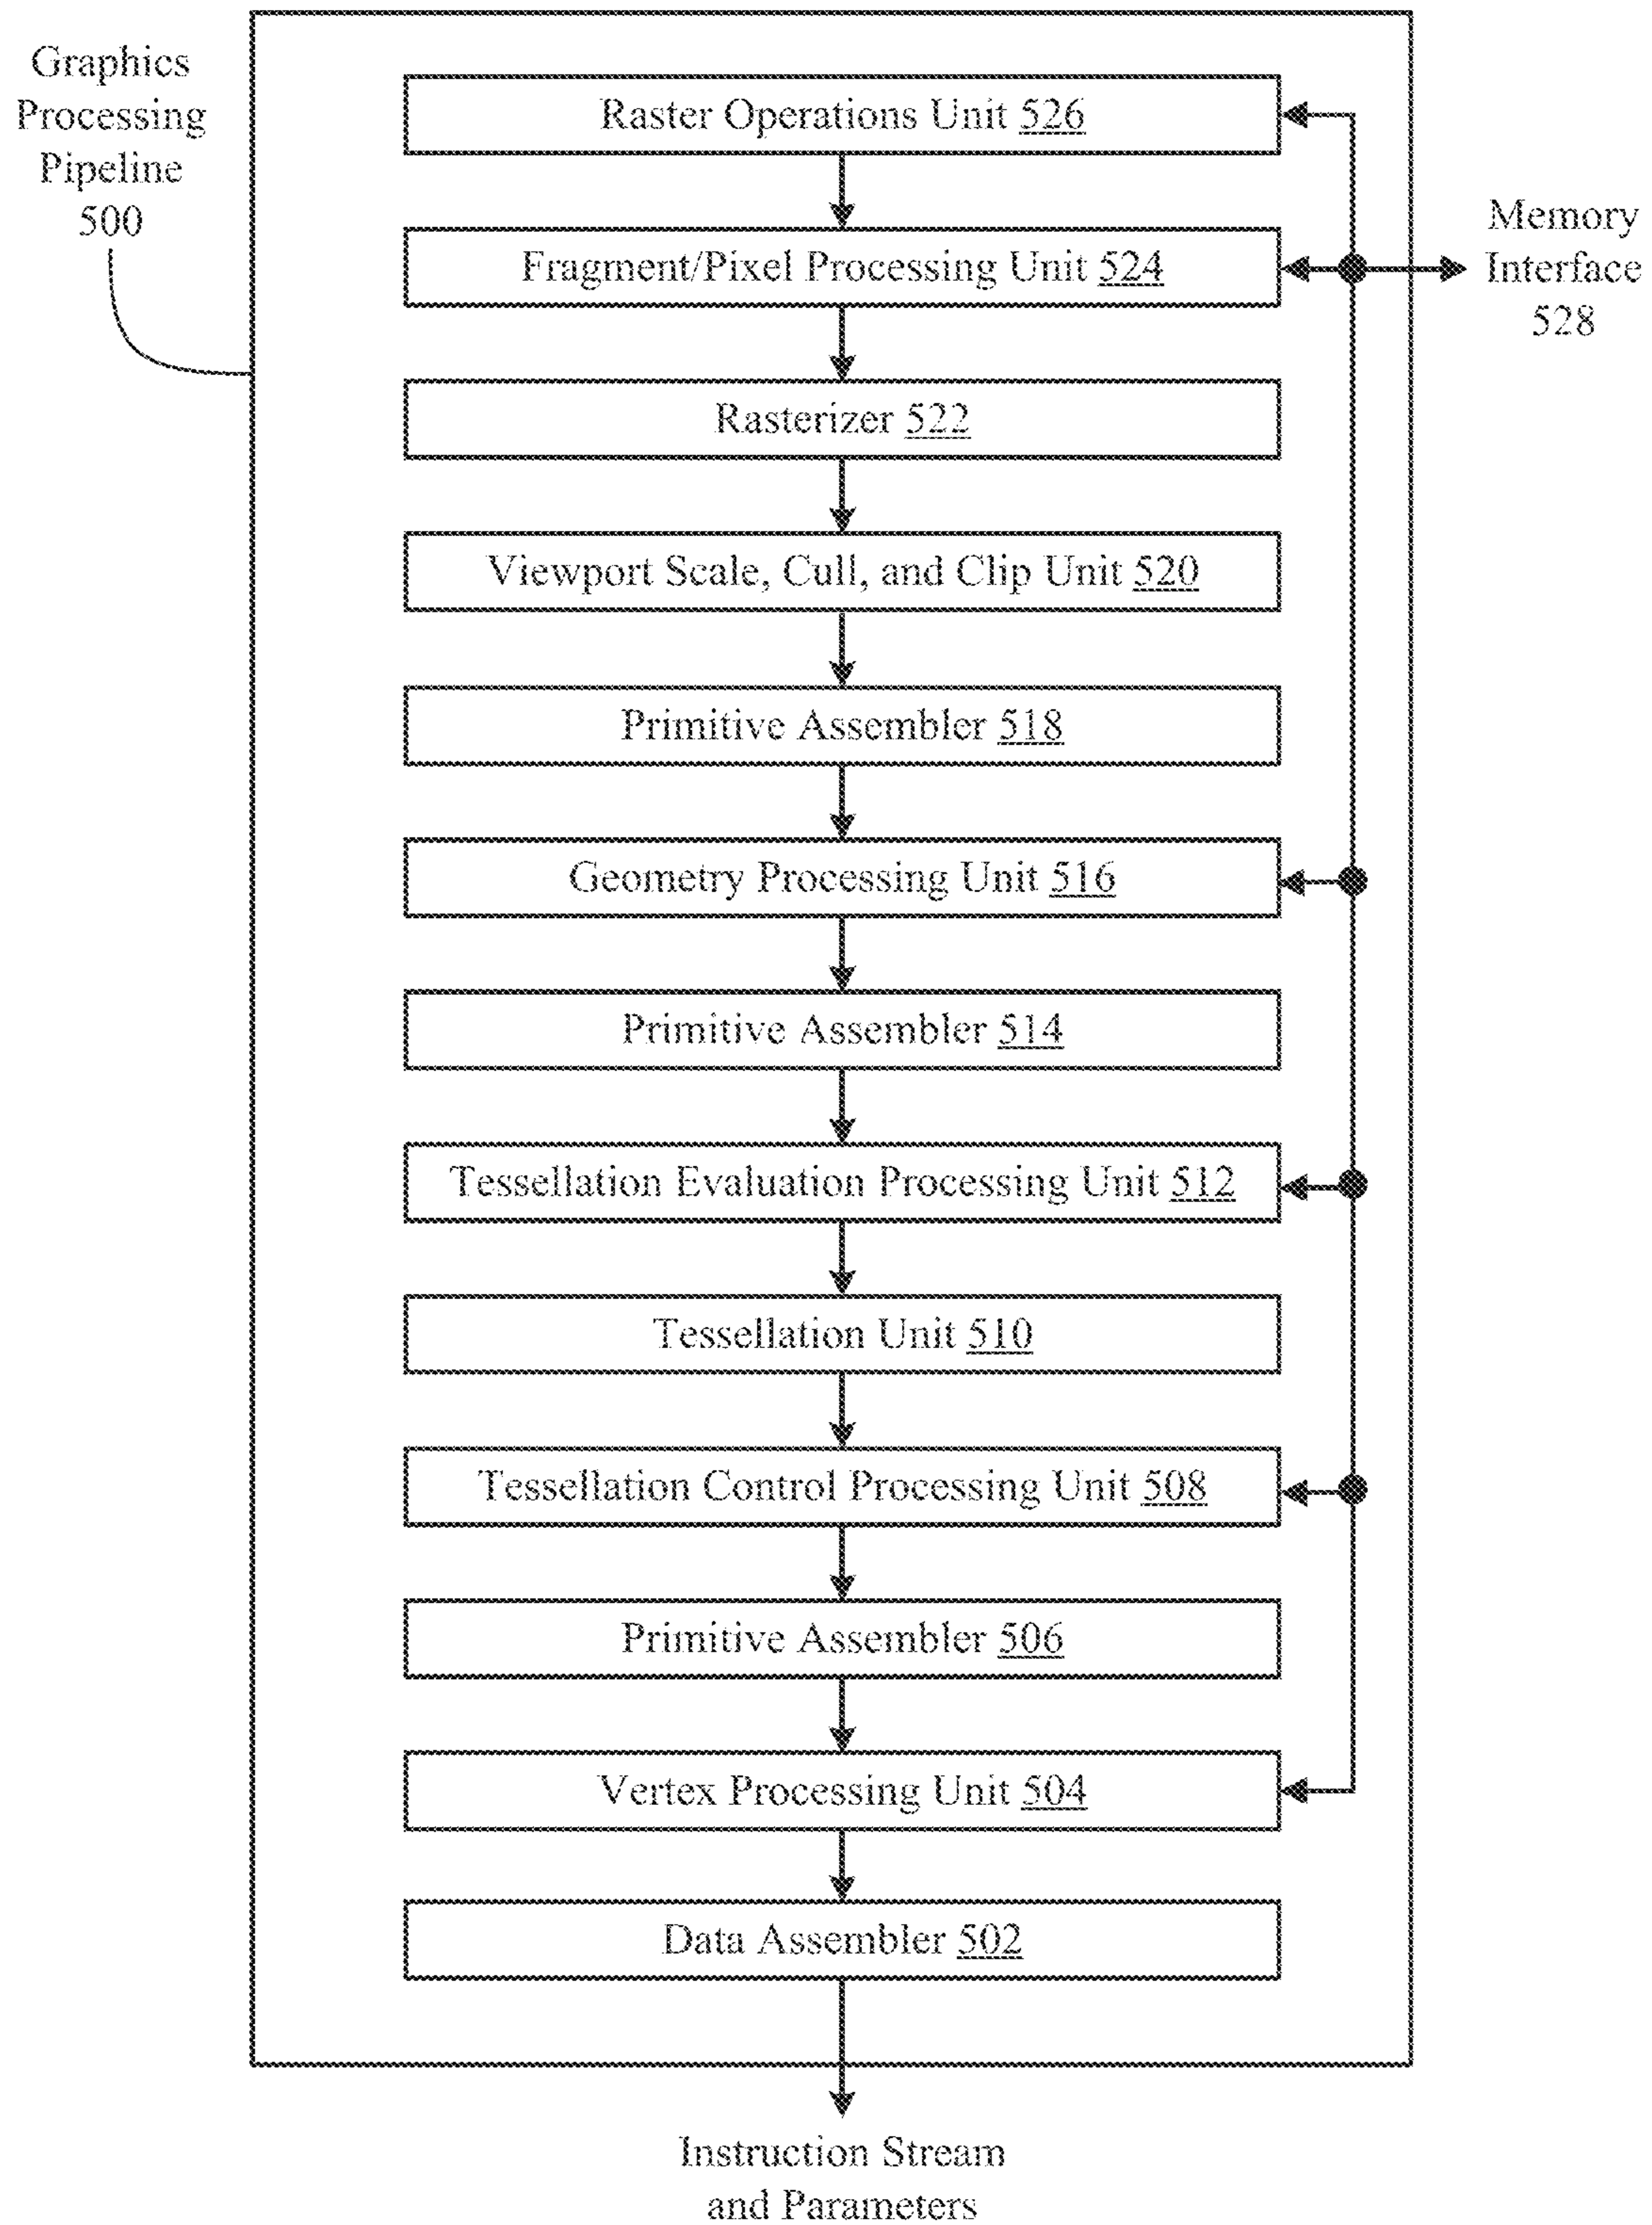 Graphics
Processing
Pipeline
500
Raster Operations Unit 526
Fragment/Pixel Processing Unit 524
Memory
Interface
528
Rasterizer 522
Viewport Scale, Cull, and Clip Unit 520
Primitive Assembler 518
Geometry Processing Unit 516
Primitive Assembler 514
Tessellation Evaluation Processing Unit 512
Tessellation Unit 510
Tessellation Control Processing Unit 508
Primitive Assembler 506
Vertex Processing Unit 504
Data Assembler 502
Instruction Stream
and Parameters